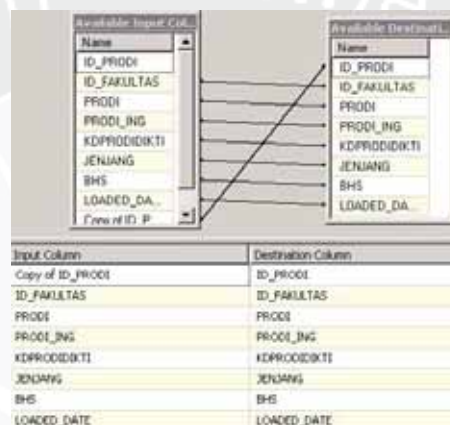 Available Input Col...
Name
ID_PRODI
ID_FAKULTAS
PRODI
PRODI_ING
KDPRODIDIKTI
JENJANG
BHS
LOADED_DA...
Copy of ID_P...
Available Destinati...
Name
ID_PRODI
ID_FAKULTAS
PRODI
PRODI_ING
KDPRODIDIKTI
JENJANG
BHS
LOADED_DA...
Input Column Destination Column
Copy of ID_PRODI ID_PRODI
ID_FAKULTAS ID_FAKULTAS
PRODI PRODI
PRODI_ING PRODI_ING
KDPRODIDIKTI KDPRODIDIKTI
JENJANG JENJANG
BHS BHS
LOADED_DATE LOADED_DATE